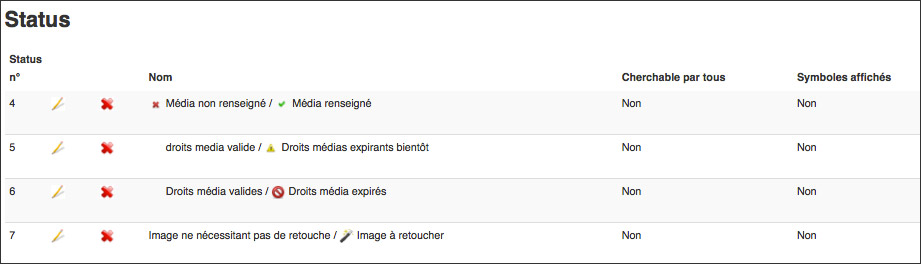 Status
Status
n° Nom Cherchable par tous Symboles affichés
4 Média non renseigné / Média renseigné Non Non
5 droits media valide / Droits médias expirants bientôt Non Non
6 Droits média valides / Droits média expirés Non Non
7 Image ne nécessitant pas de retouche / Image à retoucher Non Non